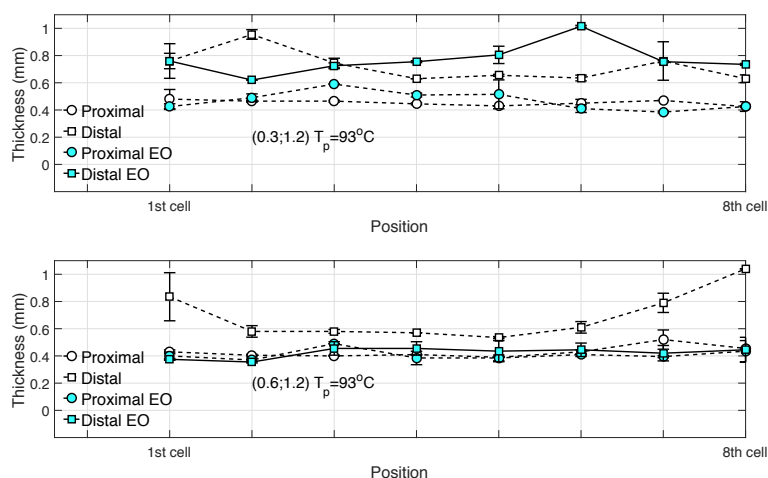 1
0.8
0.6
0.4
0.2
0
Thickness (mm)
Proximal
Distal
Proximal EO
Distal EO
(0.3;1.2) Tp=93oC
1st cell
8th cell
Position
1
0.8
0.6
0.4
0.2
0
Thickness (mm)
Proximal
Distal
Proximal EO
Distal EO
(0.6;1.2) Tp=93oC
1st cell
8th cell
Position